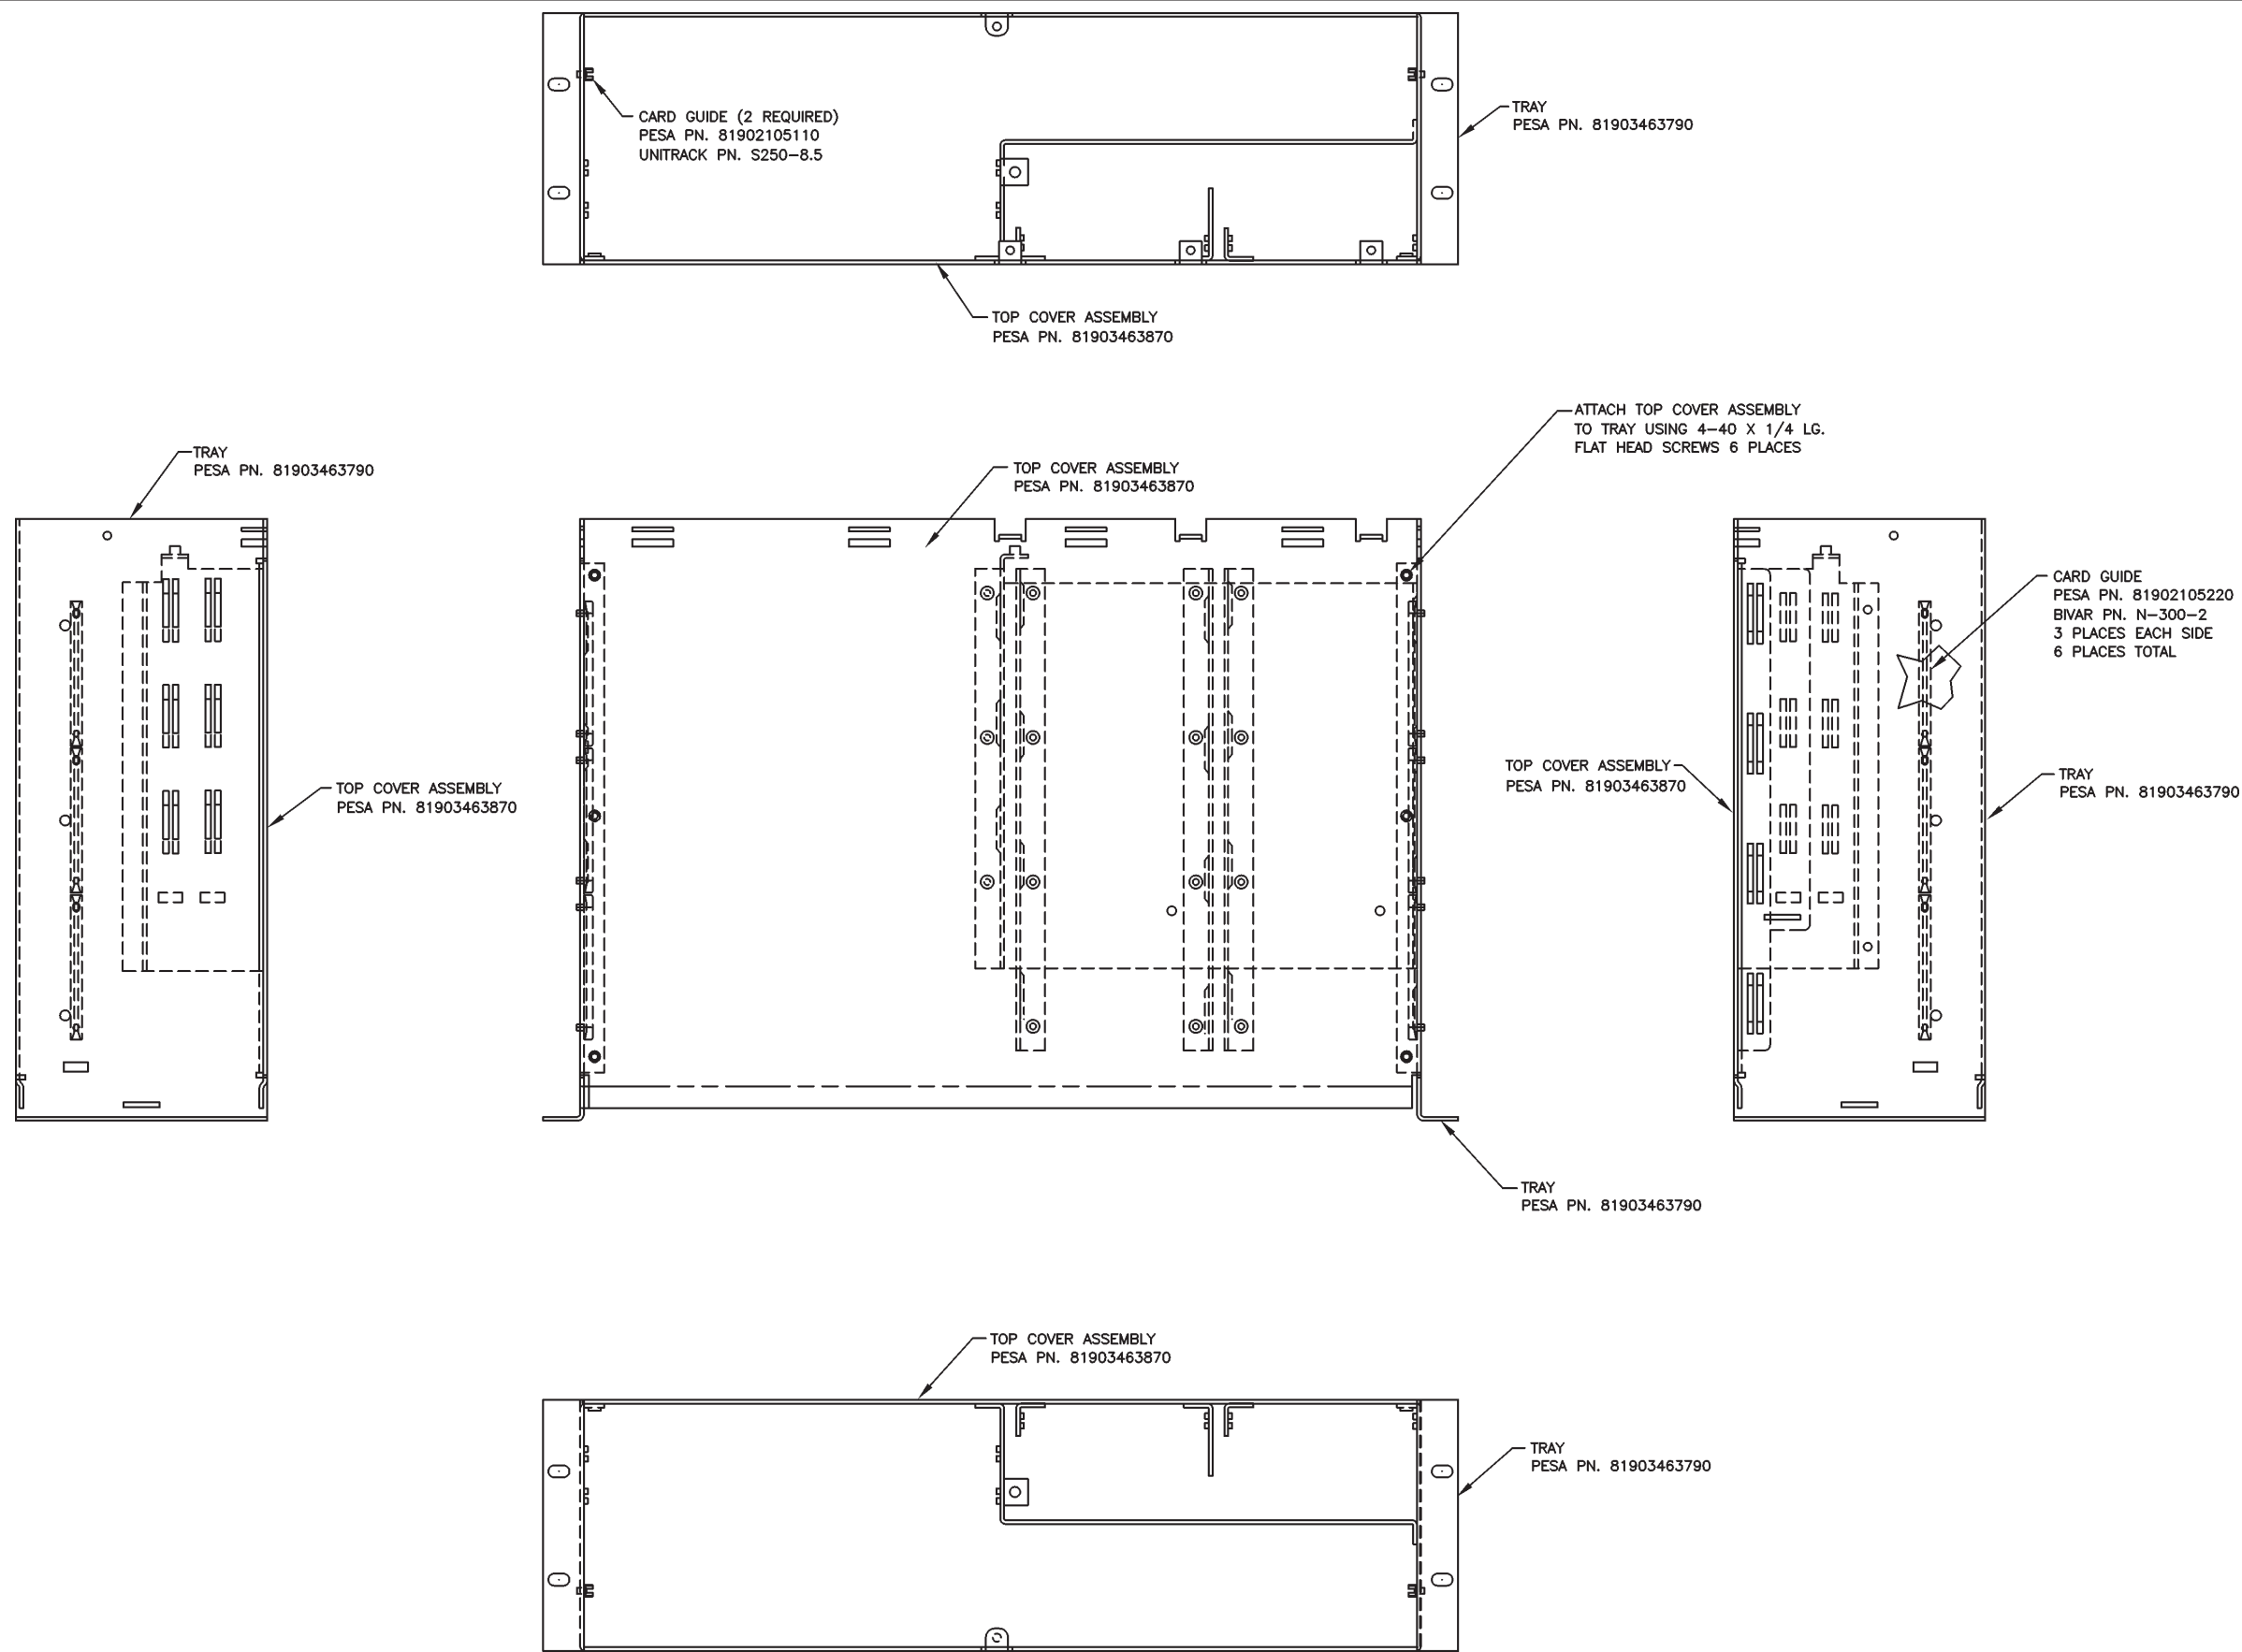 CARD GUIDE (2 REQUIRED)
PESA PN. 81902105110
UNITRACK PN. S250-8.5
TRAY
PESA PN. 81903463790
TOP COVER ASSEMBLY
PESA PN. 81903463870
ATTACH TOP COVER ASSEMBLY
TO TRAY USING 4-40 X 1/4 LG.
FLAT HEAD SCREWS 6 PLACES
TRAY
PESA PN. 81903463790
TOP COVER ASSEMBLY
PESA PN. 81903463870
CARD GUIDE
PESA PN. 81902105220
BIVAR PN. N-300-2
3 PLACES EACH SIDE
6 PLACES TOTAL
TOP COVER ASSEMBLY
PESA PN. 81903463870
TOP COVER ASSEMBLY
PESA PN. 81903463870
TRAY
PESA PN. 81903463790
TRAY
PESA PN. 81903463790
TOP COVER ASSEMBLY
PESA PN. 81903463870
TRAY
PESA PN. 81903463790